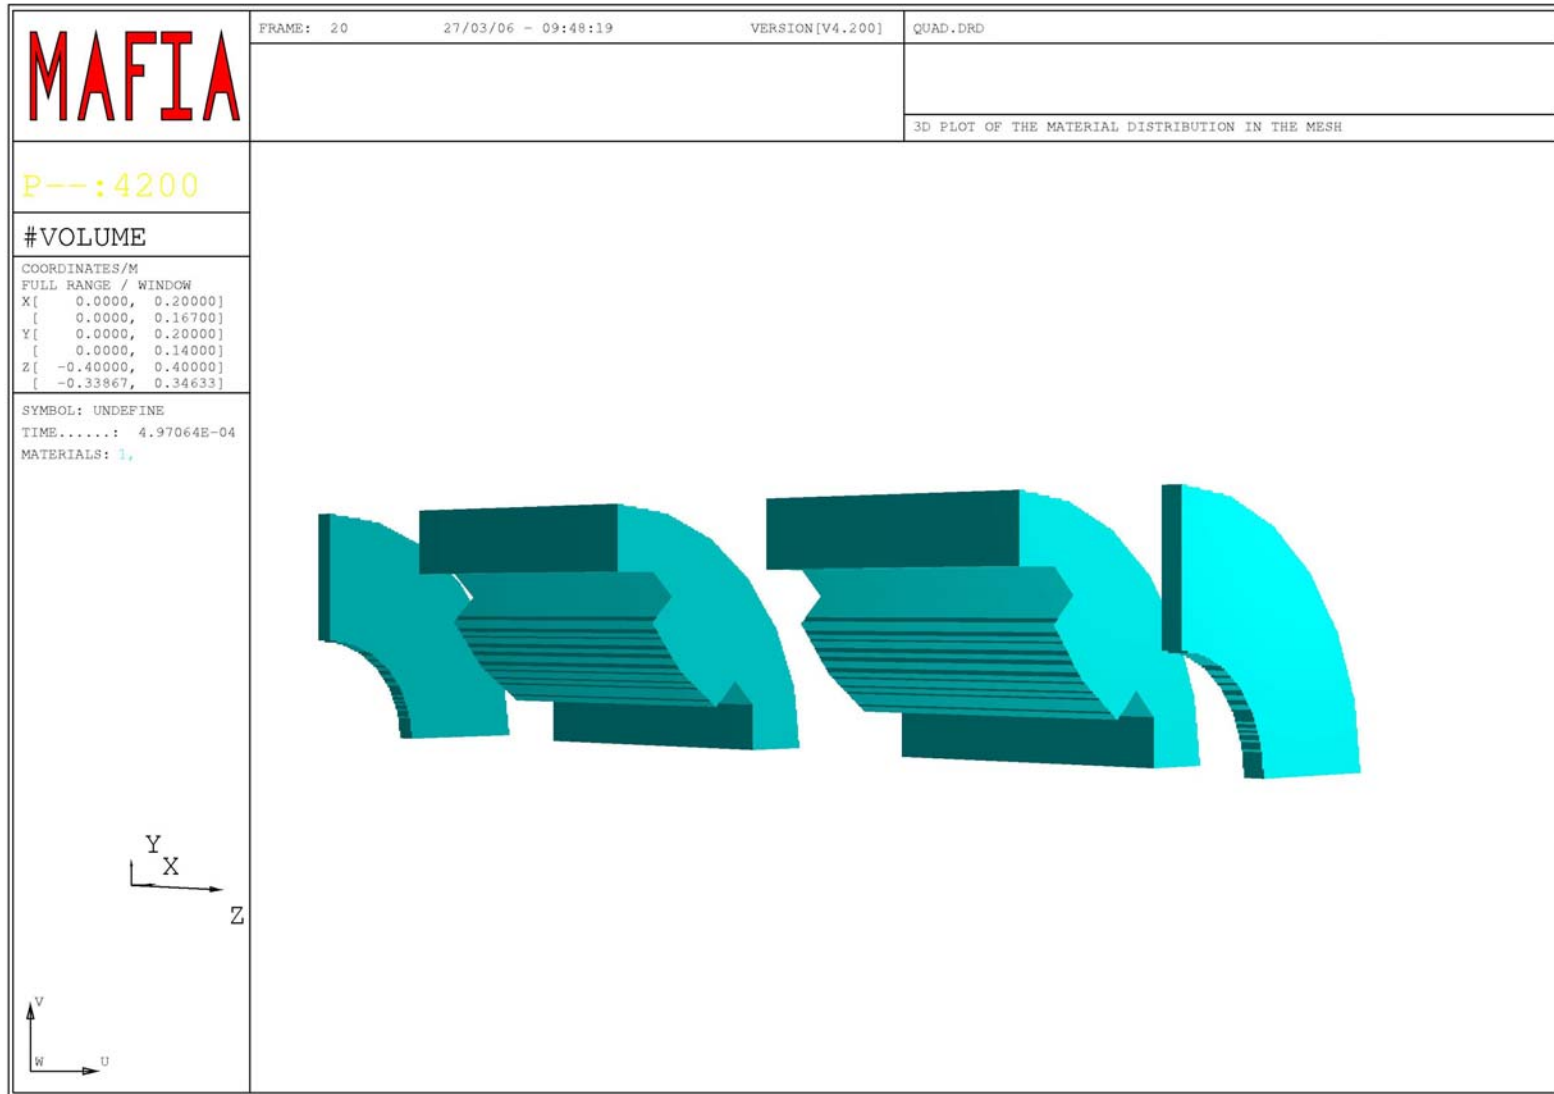 MAFIA
FRAME: 20 27/03/06 - 09:48:19 VERSION[V4.200] QUAD.DRD
3D PLOT OF THE MATERIAL DISTRIBUTION IN THE MESH
P--:4200
#VOLUME
COORDINATES/M
FULL RANGE / WINDOW
X[ 0.0000, 0.20000]
[ 0.0000, 0.16700]
Y[ 0.0000, 0.20000]
[ 0.0000, 0.14000]
Z[ -0.40000, 0.40000]
[ -0.33867, 0.34633]
SYMBOL: UNDEFINE
TIME......: 4.97064E-04
MATERIALS: 1,
Y
X
Z
V
W
U